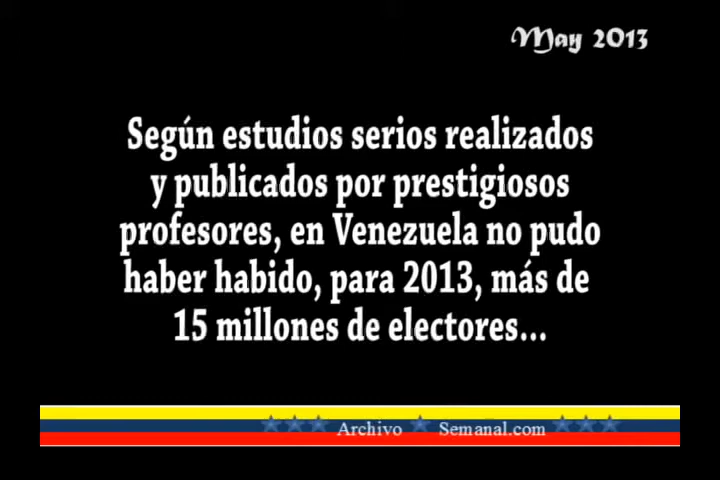 May 2013
Según estudios serios realizados
y publicados por prestigiosos
profesores, en Venezuela no pudo
haber habido, para 2013, más de
15 millones de electores...
Archivo Semanal.com